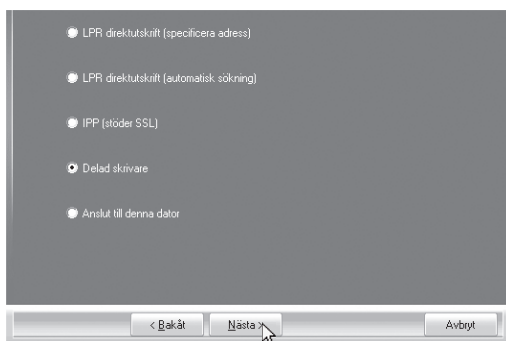 LPR direktutskrift (specificera adress)
LPR direktutskrift (automatisk sökning)
IPP (stöder SSL)
Delad skrivare
Anslut till denna dator
< Bakåt Nästa > Avbryt